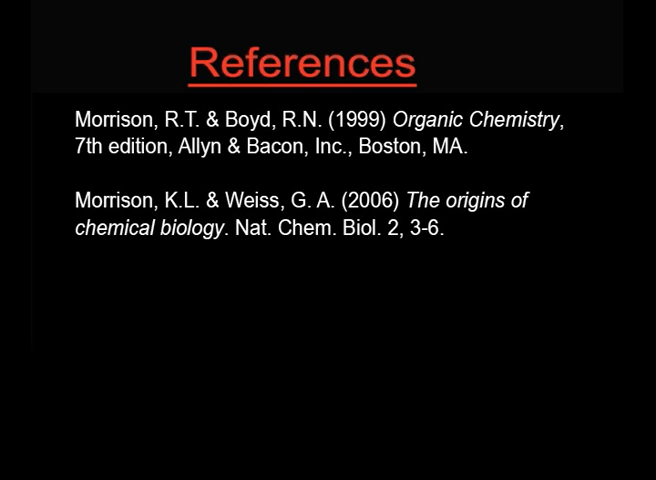 References
Morrison, R.T. & Boyd, R.N. (1999) Organic Chemistry,
7th edition, Allyn & Bacon, Inc., Boston, MA.
Morrison, K.L. & Weiss, G. A. (2006) The origins of
chemical biology. Nat. Chem. Biol. 2, 3-6.